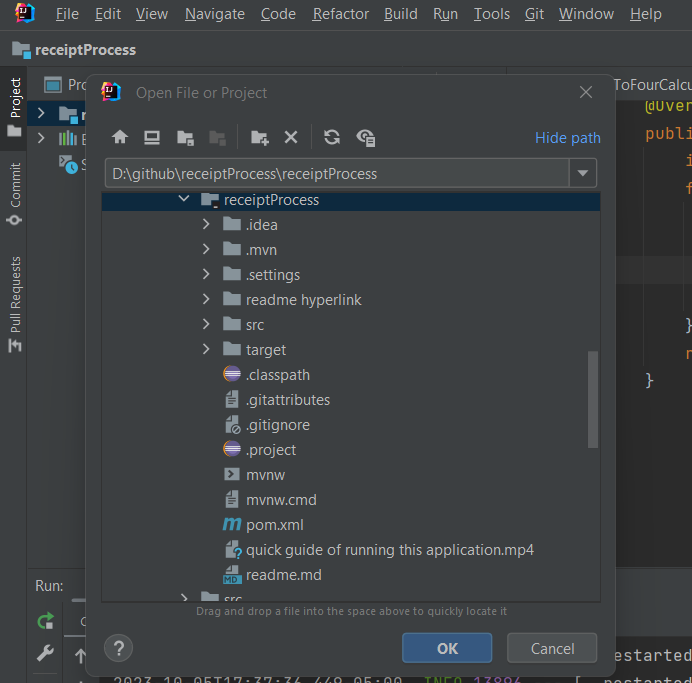 File Edit View Navigate Code Refactor Build Run Tools Git Window Help
receiptProcess
Project
Commit
Pull Requests
Open File or Project
ToFourCalcu
@Over
publi
Hide path
D:\github\receiptProcess\receiptProcess
receiptProcess
.idea
.mvn
.settings
readme hyperlink
src
target
.classpath
.gitattributes
.gitignore
.project
mvnw
mvnw.cmd
pom.xml
quick guide of running this application.mp4
readme.md
src
}
}
Drag and drop a file into the space above to quickly locate it
Run:
? OK Cancel
estarted
2023-10-05T17:37:36.449-05:00 INFO 13896 [ restarted